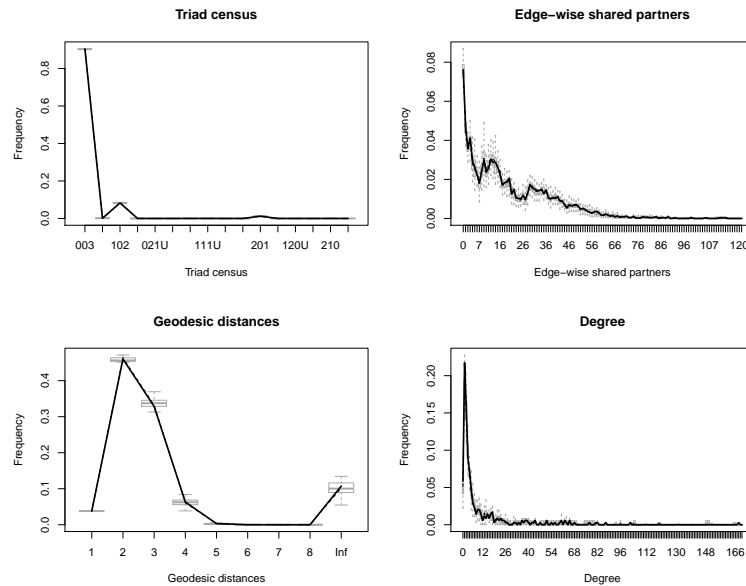 Triad census
Frequency
0.0 0.2 0.4 0.6 0.8
003 102 021U 111U 201 120U 210
Triad census
Edge−wise shared partners
Frequency
0.00 0.02 0.04 0.06 0.08
0 7 16 26 36 46 56 66 76 86 96 107 120
Edge−wise shared partners
Geodesic distances
Frequency
0.0 0.1 0.2 0.3 0.4
1 2 3 4 5 6 7 8 Inf
Geodesic distances
Degree
Frequency
0.00 0.05 0.10 0.15 0.20
0 12 26 40 54 68 82 96 112 130 148 166
Degree